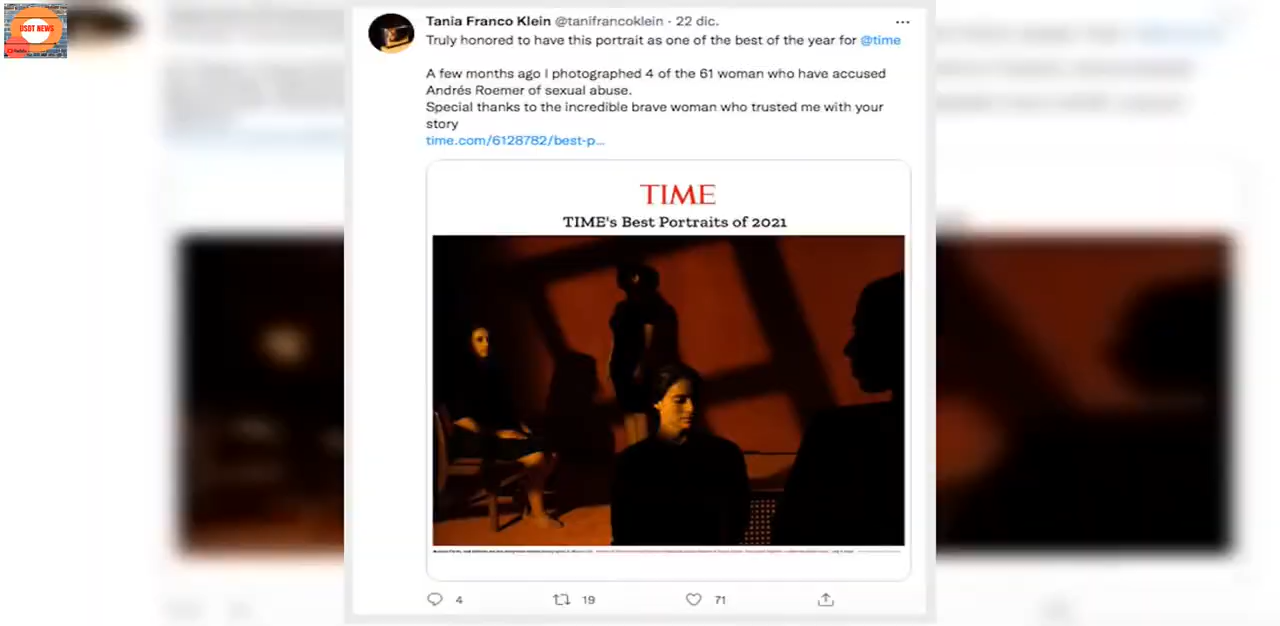 USDT NEWS
Tania Franco Klein @tanifrancoklein · 22 dic.
Truly honored to have this portrait as one of the best of the year for @time
A few months ago I photographed 4 of the 61 woman who have accused
Andrés Roemer of sexual abuse.
Special thanks to the incredible brave woman who trusted me with your
story
time.com/6128782/best-p...
TIME
TIME's Best Portraits of 2021
4 19 71